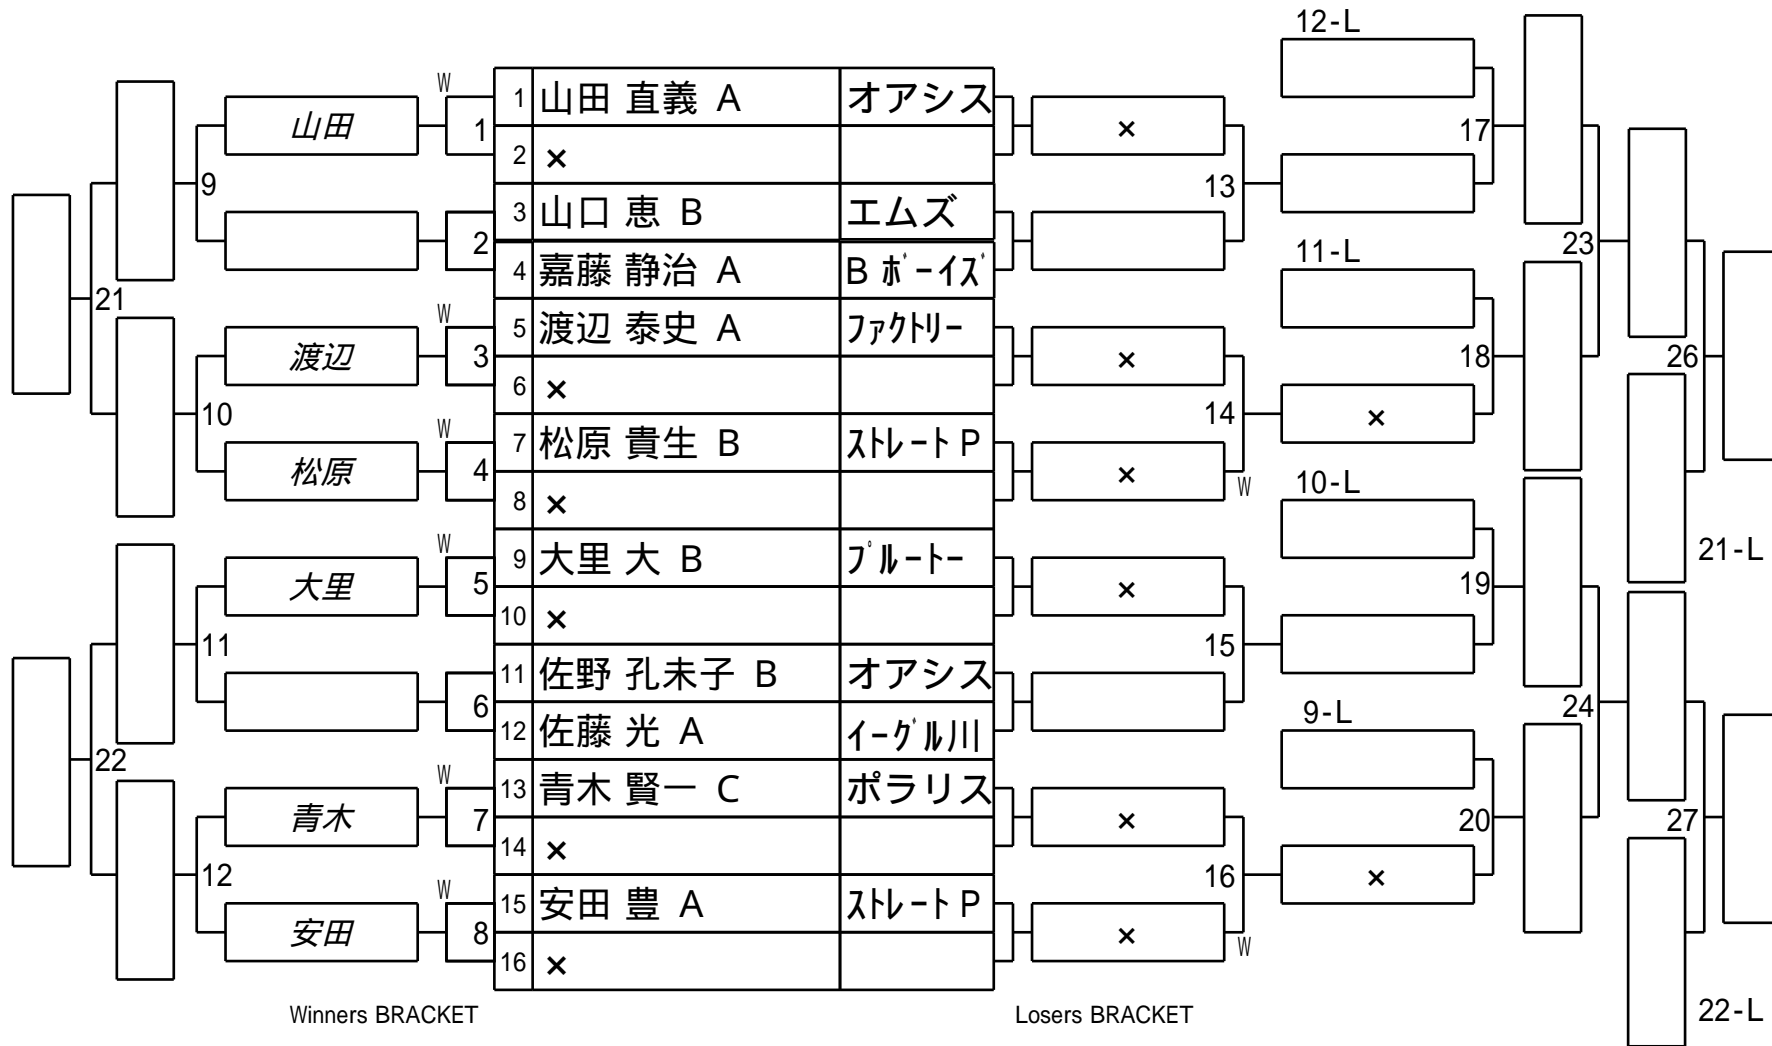 12-L
W
1 山田 直義 A オアシス
山田 1 × 17
2 ×
9 13
3 山口 恵 B エムズ
2 11-L 23
4 嘉藤 静治 A B ボーイズ
21
W
5 渡辺 泰史 A ファクトリー
渡辺 3 × 18 26
6 ×
10 W 14 ×
7 松原 貴生 B ストレート P
松原 4 × W 10-L
8 ×
W
9 大里 大 B プルートー 21-L
大里 5 × 19
10 ×
11 15
11 佐野 孔未子 B オアシス
6 9-L 24
12 佐藤 光 A イーグル川
22
W
13 青木 賢一 C ポラリス
青木 7 × 20 27
14 ×
12 W 16 ×
15 安田 豊 A ストレート P
安田 8 × W
16 ×
Winners BRACKET Losers BRACKET 22-L